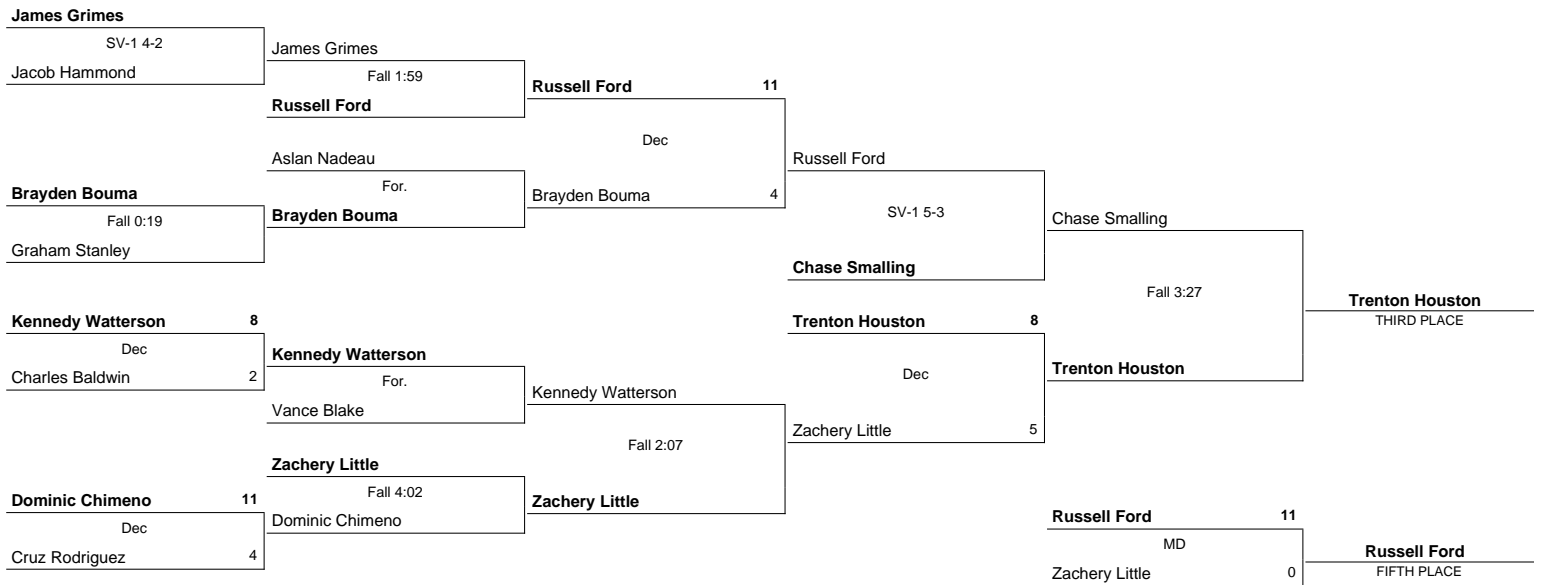 James Grimes
SV-1 4-2
Jacob Hammond
James Grimes
Fall 1:59
Russell Ford
Russell Ford 11
Dec
Brayden Bouma 4
Aslan Nadeau
For.
Brayden Bouma
Brayden Bouma
Fall 0:19
Graham Stanley
Russell Ford
SV-1 5-3
Chase Smalling
Chase Smalling
Fall 3:27
Trenton Houston
Trenton Houston
THIRD PLACE
Kennedy Watterson 8
Dec
Charles Baldwin 2
Kennedy Watterson
For.
Vance Blake
Kennedy Watterson
Fall 2:07
Zachery Little
Trenton Houston 8
Dec
Zachery Little 5
Zachery Little
Fall 4:02
Dominic Chimeno
Dominic Chimeno 11
Dec
Cruz Rodriguez 4
Russell Ford 11
MD
Zachery Little 0
Russell Ford
FIFTH PLACE